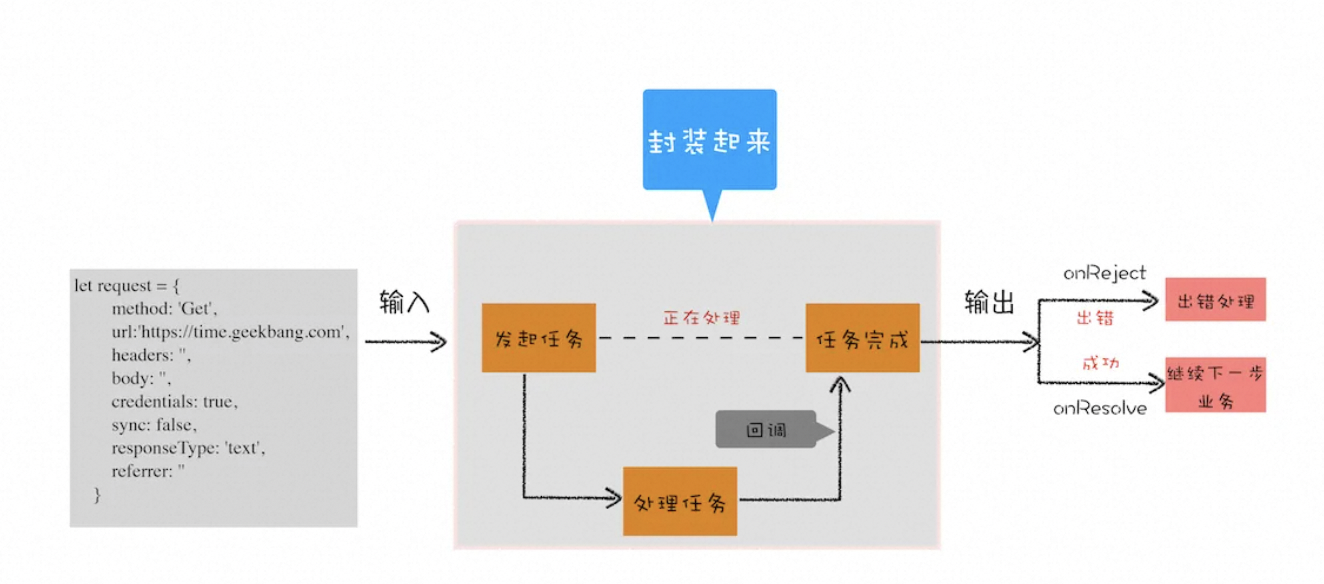 封装起来
let request = {
method: 'Get',
url:'https://time.geekbang.com',
headers: '',
body: '',
credentials: true,
sync: false,
responseType: 'text',
referrer: ''
}
输入
发起任务
正在处理
任务完成
回调
处理任务
输出
onReject
出错
出错处理
成功
onResolve
继续下一步
业务